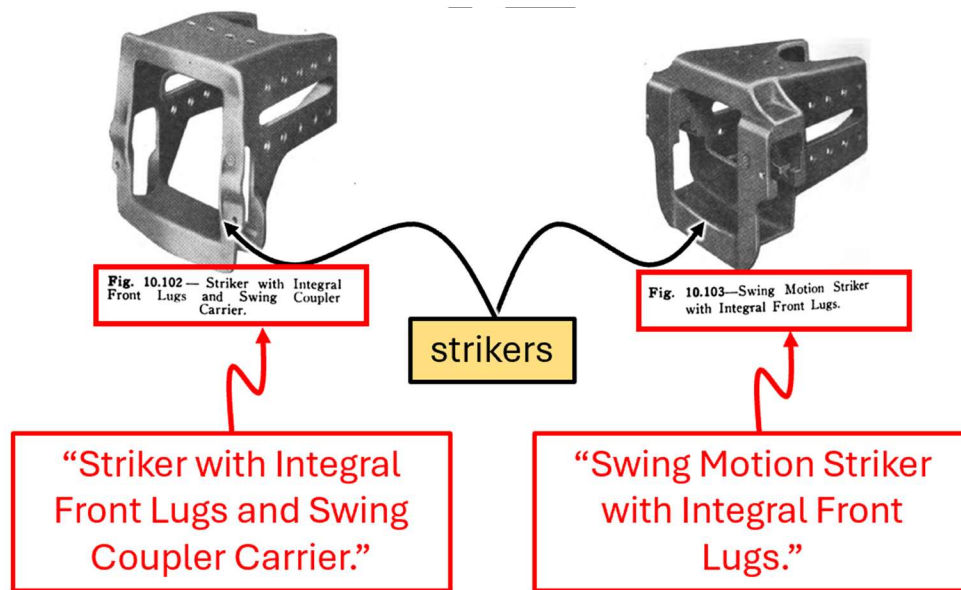 Fig. 10.102 — Striker with Integral
Front Lugs and Swing Coupler
Carrier.
Fig. 10.103—Swing Motion Striker
with Integral Front Lugs.
strikers
“Striker with Integral
Front Lugs and Swing
Coupler Carrier.”
“Swing Motion Striker
with Integral Front
Lugs.”